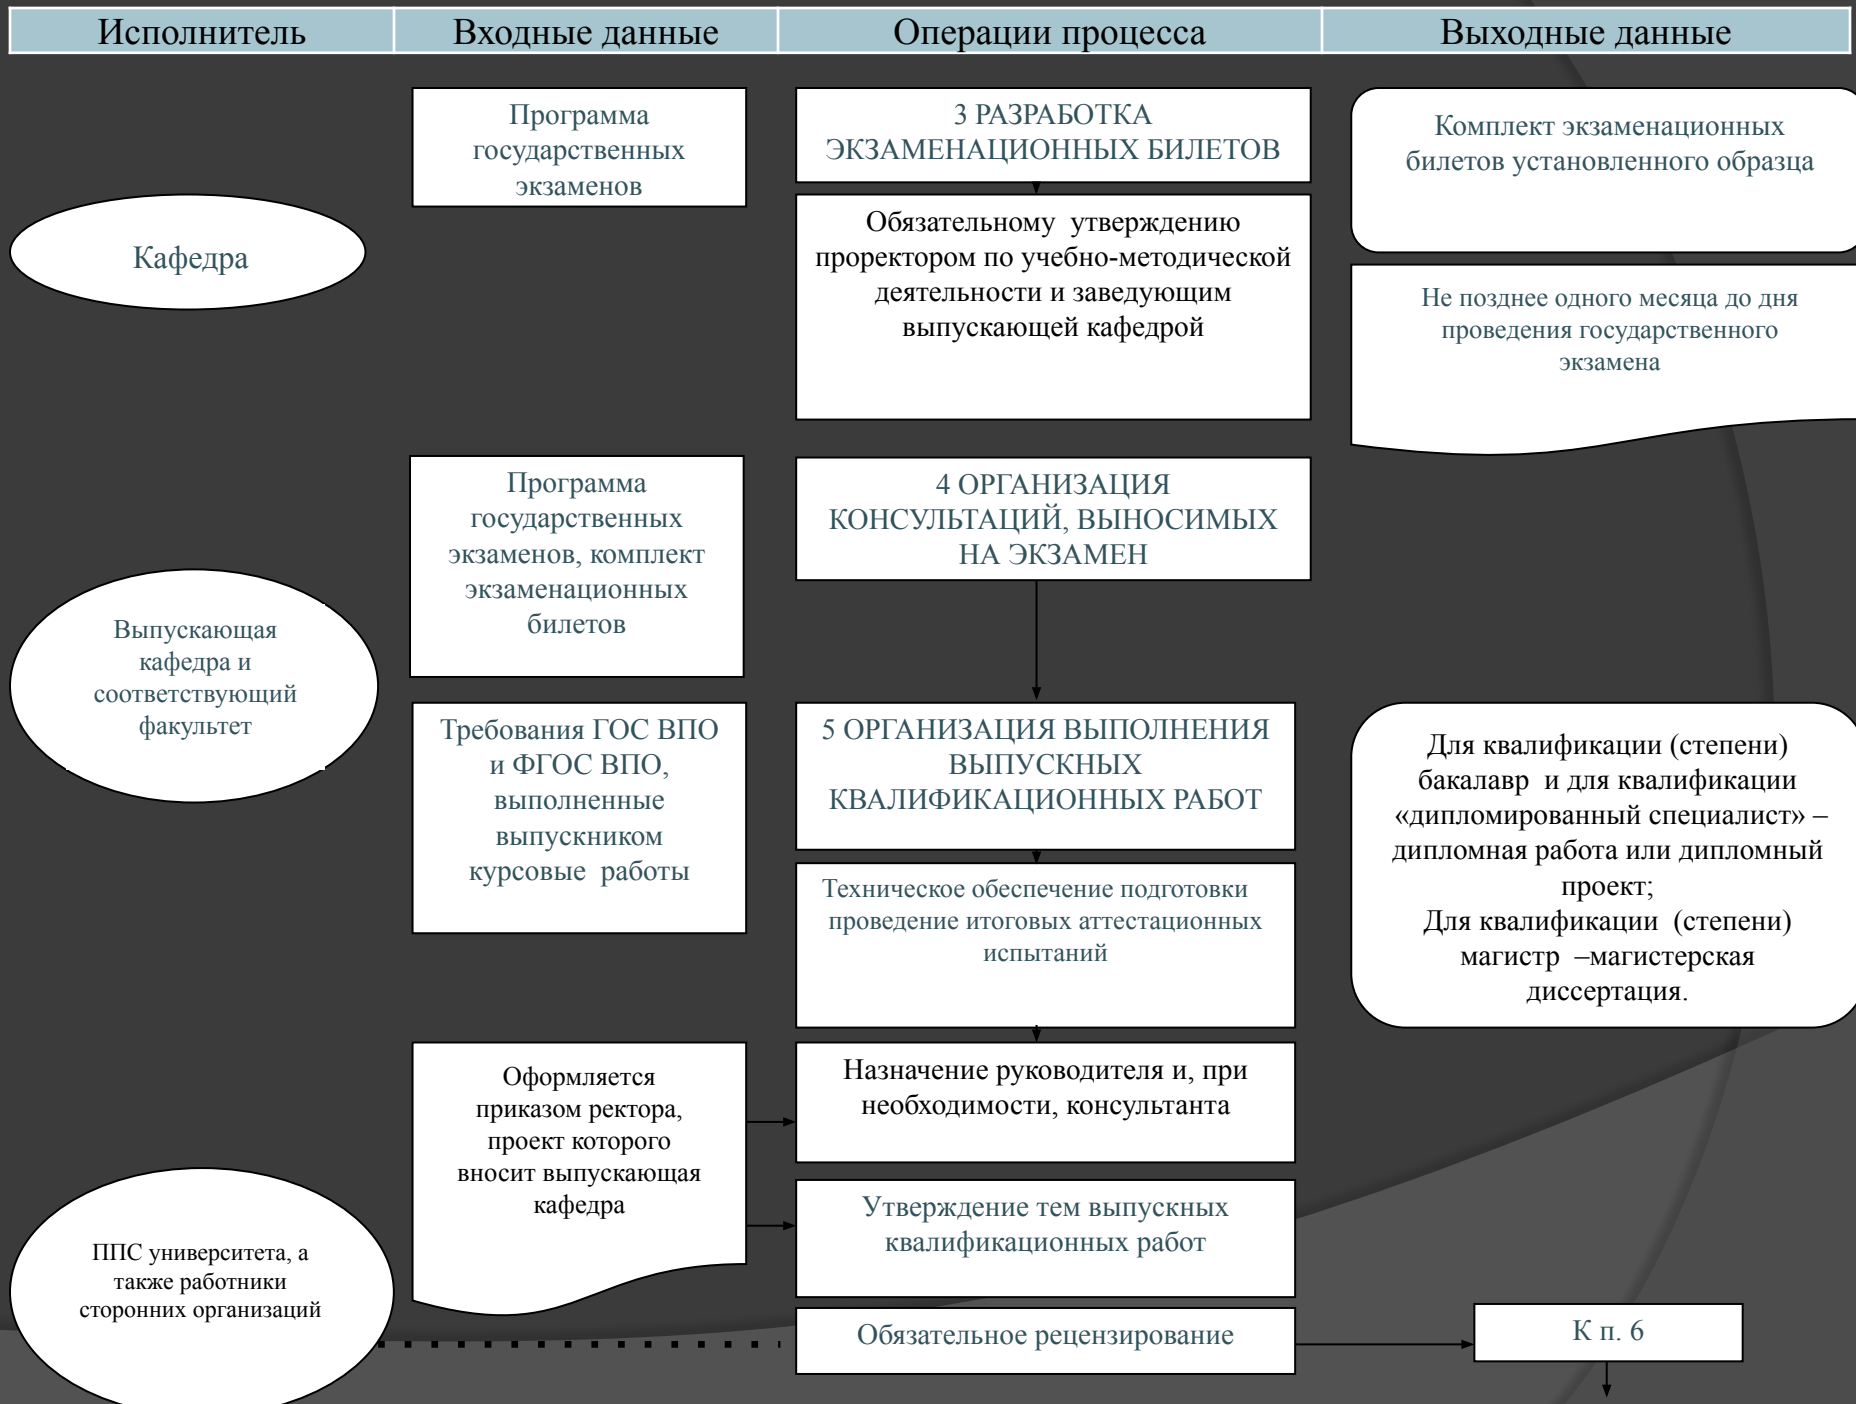 Исполнитель
Входные данные
Операции процесса
Выходные данные
Кафедра
Программа
государственных
экзаменов
3 РАЗРАБОТКА
ЭКЗАМЕНАЦИОННЫХ БИЛЕТОВ
Обязательному утверждению
проректором по учебно-методической
деятельности и заведующим
выпускающей кафедрой
Комплект экзаменационных
билетов установленного образца
Не позднее одного месяца до дня
проведения государственного
экзамена
Выпускающая
кафедра и
соответствующий
факультет
Программа
государственных
экзаменов, комплект
экзаменационных
билетов
4 ОРГАНИЗАЦИЯ
КОНСУЛЬТАЦИЙ, ВЫНОСИМЫХ
НА ЭКЗАМЕН
Требования ГОС ВПО
и ФГОС ВПО,
выполненные
выпускником
курсовые работы
5 ОРГАНИЗАЦИЯ ВЫПОЛНЕНИЯ
ВЫПУСКНЫХ
КВАЛИФИКАЦИОННЫХ РАБОТ
Техническое обеспечение подготовки
проведение итоговых аттестационных
испытаний
Для квалификации (степени)
бакалавр и для квалификации
«дипломированный специалист» –
дипломная работа или дипломный
проект;
Для квалификации (степени)
магистр –магистерская
диссертация.
ППС университета, а
также работники
сторонних организаций
Оформляется
приказом ректора,
проект которого
вносит выпускающая
кафедра
Назначение руководителя и, при
необходимости, консультанта
Утверждение тем выпускных
квалификационных работ
Обязательное рецензирование
К п. 6